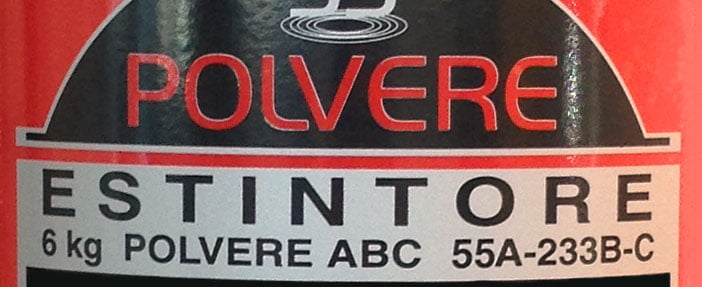 POLVERE
ESTINTORE
6 kg POLVERE ABC 55A-233B-C